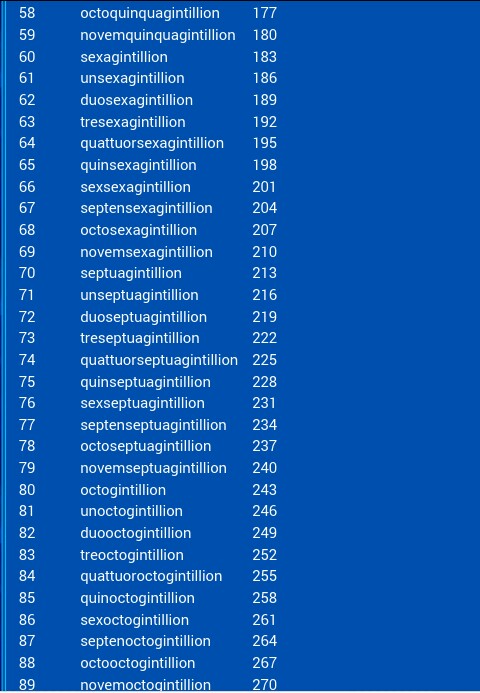 58 octoquinquagintillion 177
59 novemquinquagintillion 180
60 sexagintillion 183
61 unsexagintillion 186
62 duosexagintillion 189
63 tresexagintillion 192
64 quattuorsexagintillion 195
65 quinsexagintillion 198
66 sexsexagintillion 201
67 septensexagintillion 204
68 octosexagintillion 207
69 novemsexagintillion 210
70 septuagintillion 213
71 unseptuagintillion 216
72 duoseptuagintillion 219
73 treseptuagintillion 222
74 quattuorseptuagintillion 225
75 quinseptuagintillion 228
76 sexseptuagintillion 231
77 septenseptuagintillion 234
78 octoseptuagintillion 237
79 novemseptuagintillion 240
80 octogintillion 243
81 unoctogintillion 246
82 duooctogintillion 249
83 treoctogintillion 252
84 quattuoroctogintillion 255
85 quinoctogintillion 258
86 sexoctogintillion 261
87 septenoctogintillion 264
88 octooctogintillion 267
89 novemoctogintillion 270